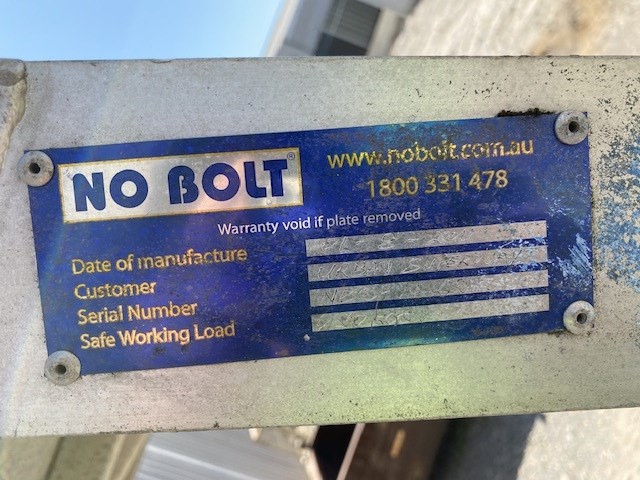 NO BOLT®
www.nobolt.com.au
1800 331 478
Warranty void if plate removed
Date of manufacture
Customer
Serial Number
Safe Working Load